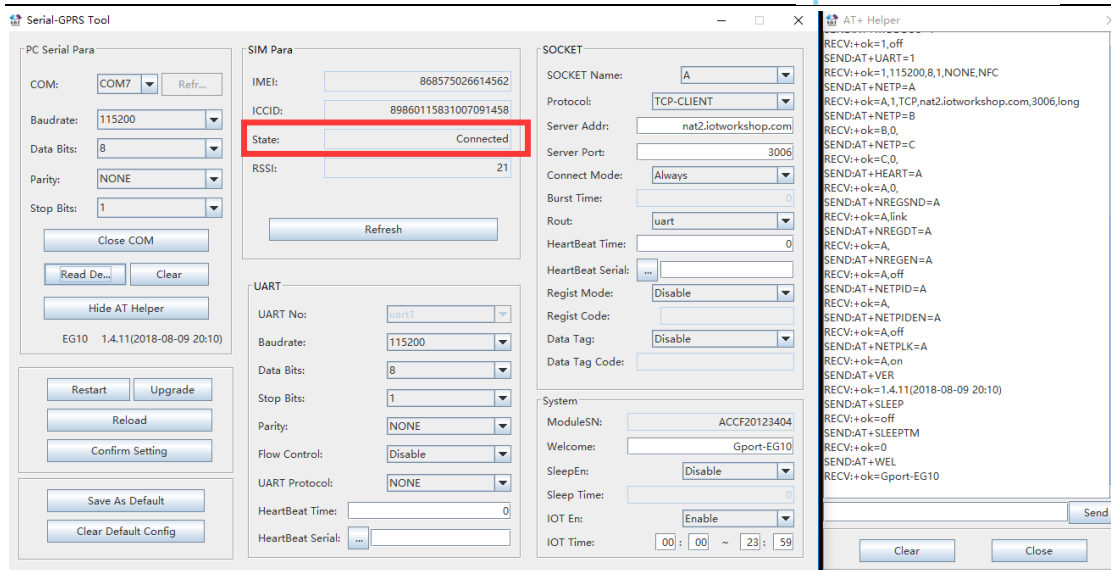 Serial-GPRS Tool
PC Serial Para
COM: COM7 Refr...
Baudrate: 115200
Data Bits: 8
Parity: NONE
Stop Bits: 1
Close COM
Read De... Clear
Hide AT Helper
EG10 1.4.11(2018-08-09 20:10)
Restart Upgrade
Reload
Confirm Setting
Save As Default
Clear Default Config
SIM Para
IMEI: 868575026614562
ICCID: 89860115831007091458
State: Connected
RSSI: 21
Refresh
UART
UART No: uart1
Baudrate: 115200
Data Bits: 8
Stop Bits: 1
Parity: NONE
Flow Control: Disable
UART Protocol: NONE
HeartBeat Time: 0
HeartBeat Serial: ...
SOCKET
SOCKET Name: A
Protocol: TCP-CLIENT
Server Addr: nat2.iotworkshop.com
Server Port: 3006
Connect Mode: Always
Burst Time: 0
Rout: uart
HeartBeat Time: 0
HeartBeat Serial: ...
Regist Mode: Disable
Regist Code:
Data Tag: Disable
Data Tag Code:
System
ModuleSN: ACCF20123404
Welcome: Gport-EG10
SleepEn: Disable
Sleep Time: 0
IOT En: Enable
IOT Time: 00 : 00 ~ 23 : 59
AT+ Helper
RECV:+ok=1,off
SEND:AT+UART=1
RECV:+ok=1,115200,8,1,NONE,NFC
SEND:AT+NETP=A
RECV:+ok=A,1,TCP,nat2.iotworkshop.com,3006,long
SEND:AT+NETP=B
RECV:+ok=B,0,
SEND:AT+NETP=C
RECV:+ok=C,0,
SEND:AT+HEART=A
RECV:+ok=A,0,
SEND:AT+NREGSND=A
RECV:+ok=A,link
SEND:AT+NREGDT=A
RECV:+ok=A,
SEND:AT+NREGEN=A
RECV:+ok=A,off
SEND:AT+NETPID=A
RECV:+ok=A,
SEND:AT+NETPIDEN=A
RECV:+ok=A,off
SEND:AT+NETPLK=A
RECV:+ok=A,on
SEND:AT+VER
RECV:+ok=1.4.11(2018-08-09 20:10)
SEND:AT+SLEEP
RECV:+ok=off
SEND:AT+SLEEPTM
RECV:+ok=0
SEND:AT+WEL
RECV:+ok=Gport-EG10
Send
Clear Close